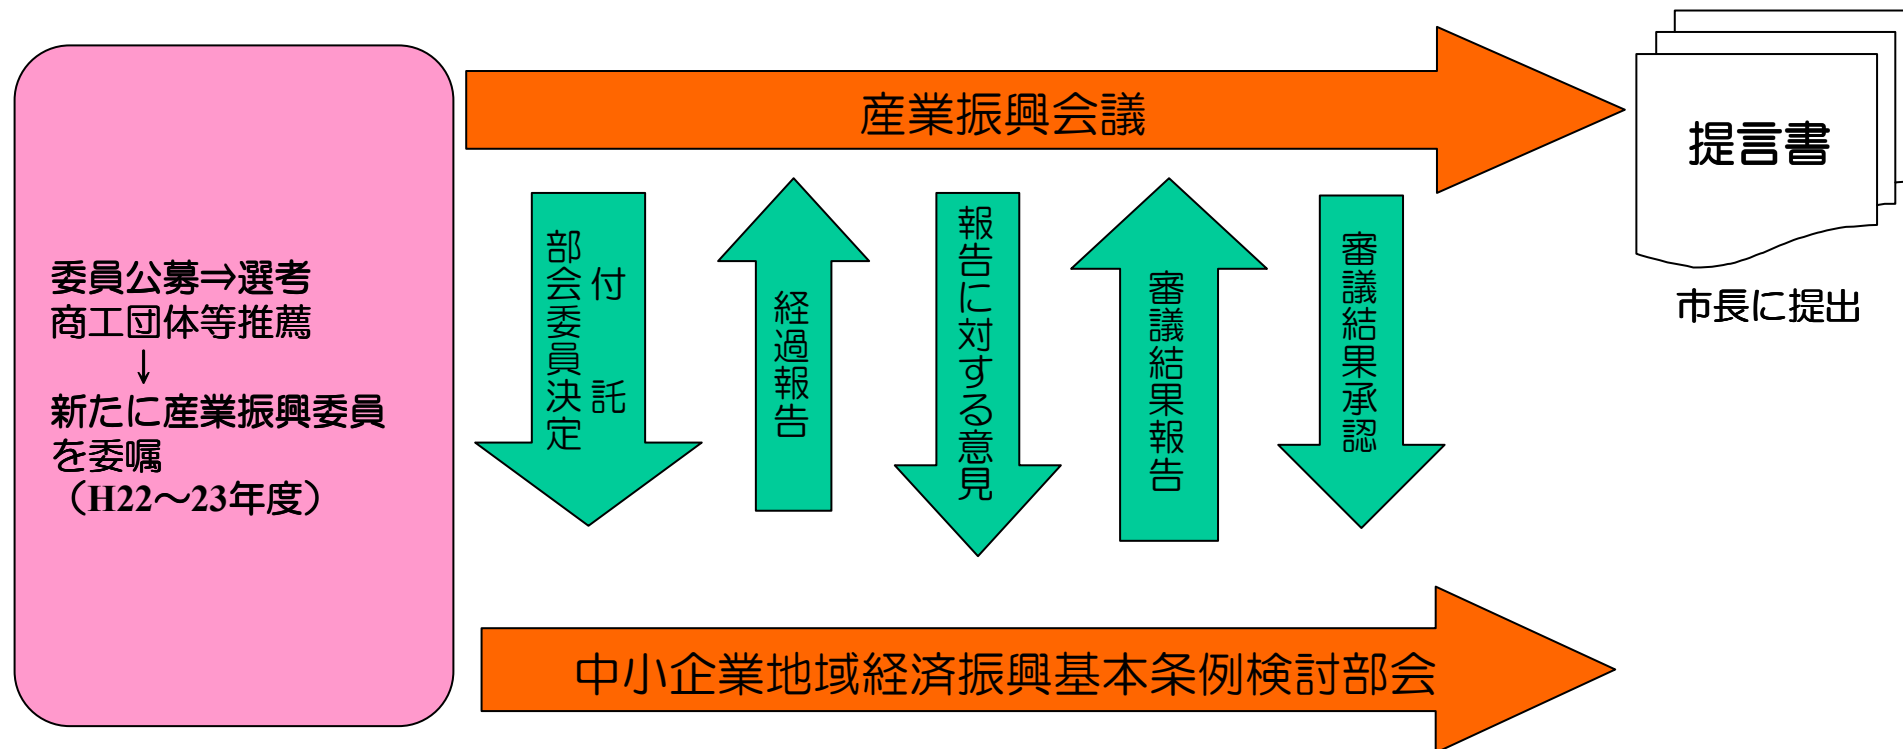 委員公募⇒選考
商工団体等推薦
↓
新たに産業振興委員
を委嘱
（H22～23年度）
産業振興会議
付託
部会委員決定
経過報告
報告に対する意見
審議結果報告
審議結果承認
中小企業地域経済振興基本条例検討部会
提言書
市長に提出